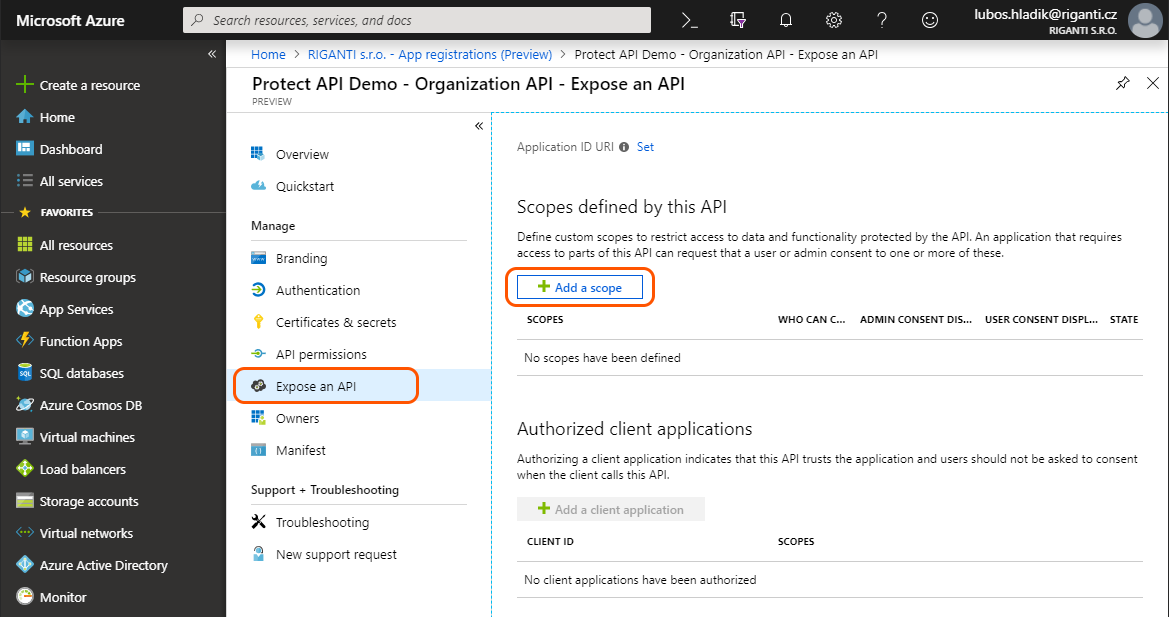 Microsoft Azure
Search resources, services, and docs
lubos.hladik@riganti.cz
RIGANTI S.R.O.
Create a resource
Home
Dashboard
All services
FAVORITES
All resources
Resource groups
App Services
Function Apps
SQL databases
Azure Cosmos DB
Virtual machines
Load balancers
Storage accounts
Virtual networks
Azure Active Directory
Monitor
Home > RIGANTI s.r.o. - App registrations (Preview) > Protect API Demo - Organization API - Expose an API
Protect API Demo - Organization API - Expose an API
PREVIEW
Overview
Quickstart
Manage
Branding
Authentication
Certificates & secrets
API permissions
Expose an API
Owners
Manifest
Support + Troubleshooting
Troubleshooting
New support request
Application ID URI Set
Scopes defined by this API
Define custom scopes to restrict access to data and functionality protected by the API. An application that requires
access to parts of this API can request that a user or admin consent to one or more of these.
Add a scope
SCOPES WHO CAN C... ADMIN CONSENT DIS... USER CONSENT DISPL... STATE
No scopes have been defined
Authorized client applications
Authorizing a client application indicates that this API trusts the application and users should not be asked to consent
when the client calls this API.
Add a client application
CLIENT ID SCOPES
No client applications have been authorized